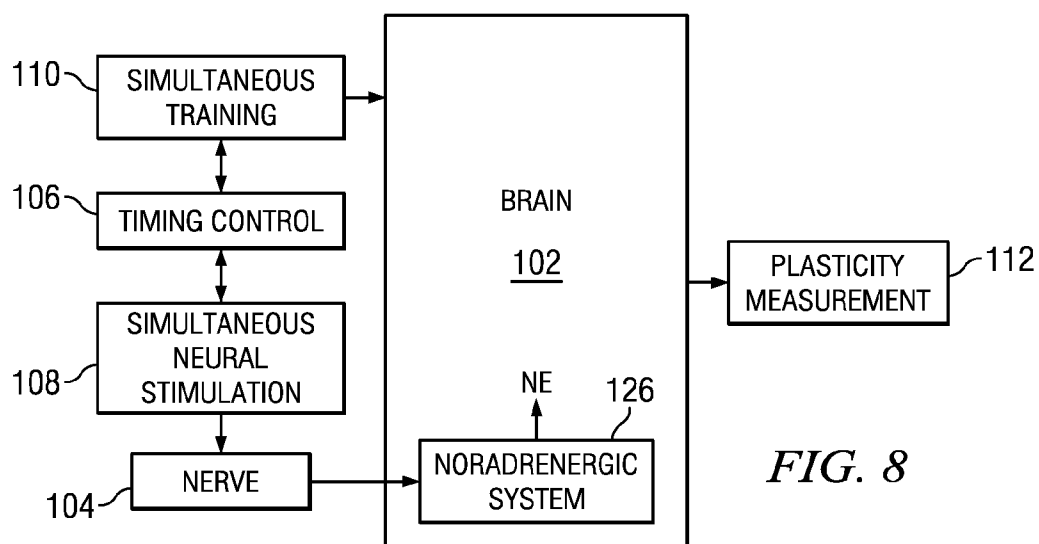 110
SIMULTANEOUS
TRAINING
106
TIMING CONTROL
108
SIMULTANEOUS
NEURAL
STIMULATION
104
NERVE
BRAIN
102
NE
126
NORADRENERGIC
SYSTEM
PLASTICITY
MEASUREMENT
112
FIG. 8